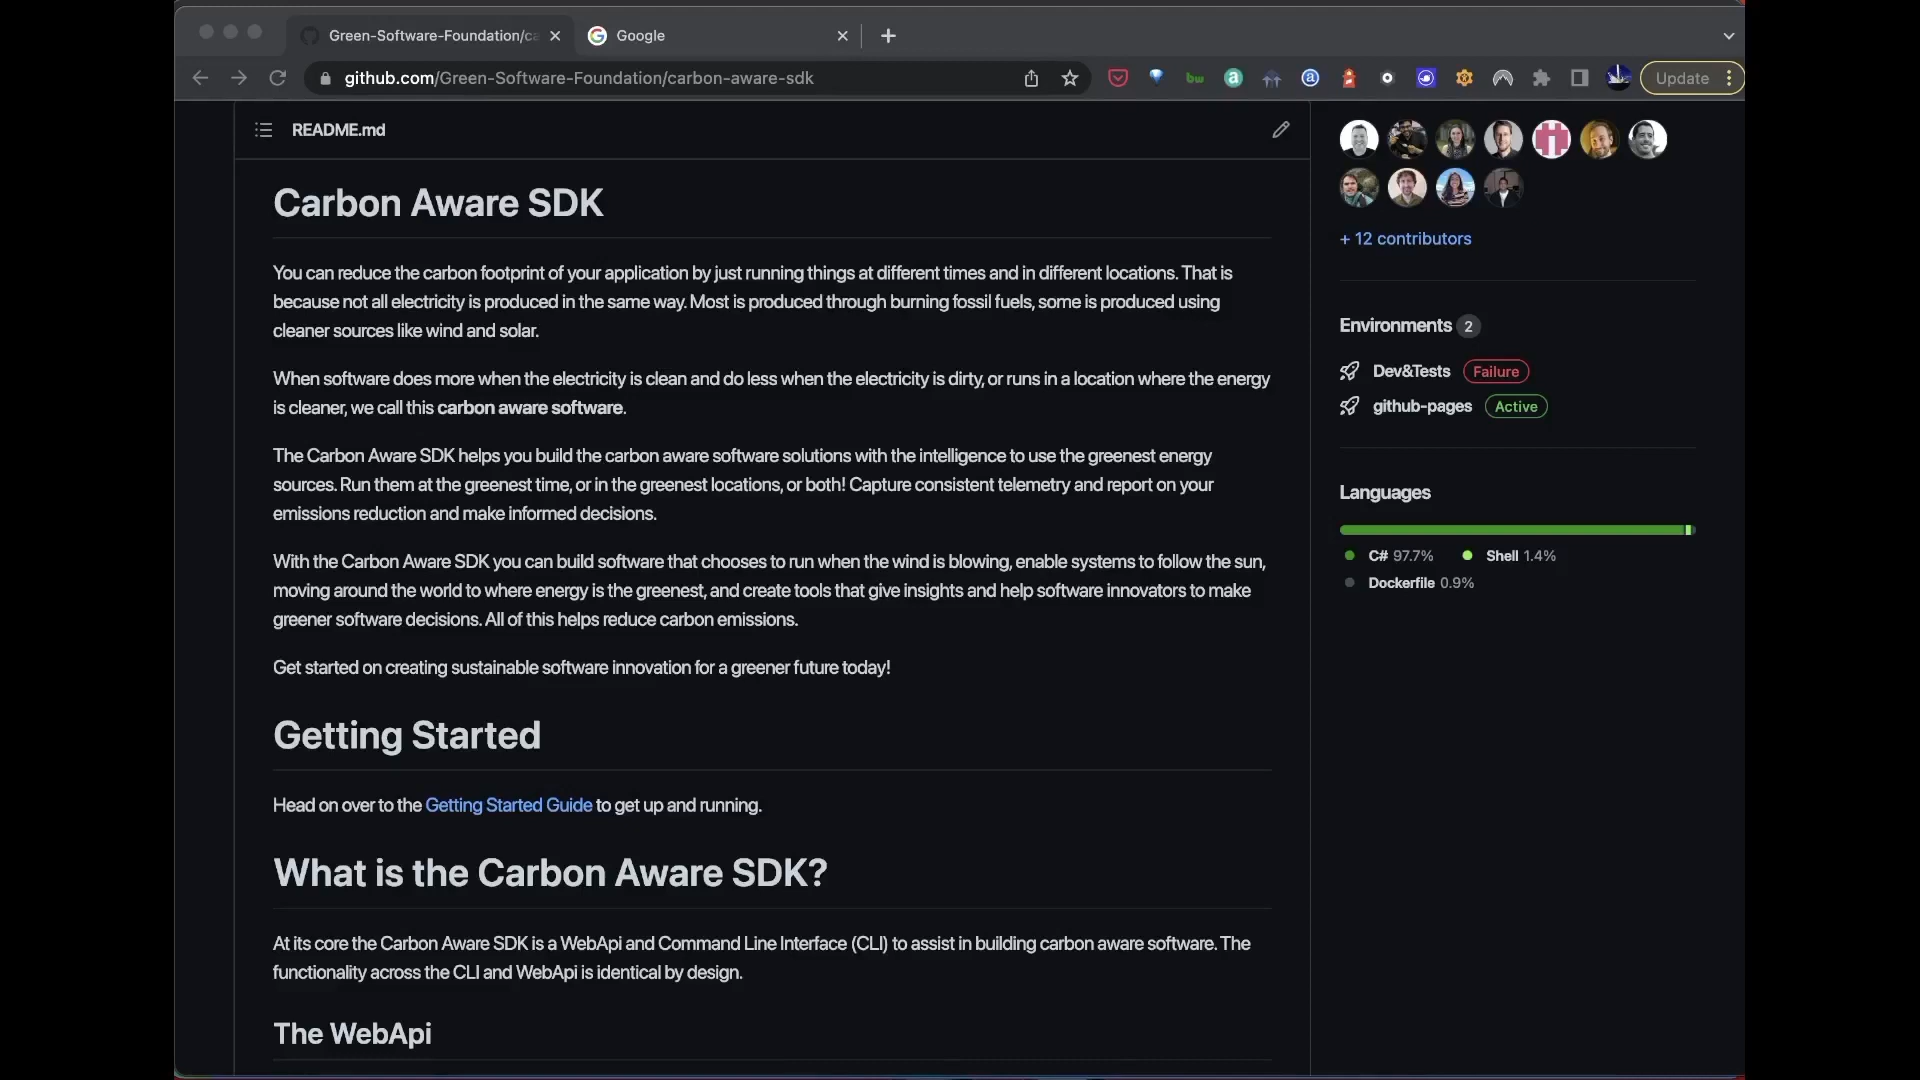 Green-Software-Foundation/ca
Google
github.com/Green-Software-Foundation/carbon-aware-sdk
bw
Update
README.md
Carbon Aware SDK
You can reduce the carbon footprint of your application by just running things at different times and in different locations. That is
because not all electricity is produced in the same way. Most is produced through burning fossil fuels, some is produced using
cleaner sources like wind and solar.
When software does more when the electricity is clean and do less when the electricity is dirty, or runs in a location where the energy
is cleaner, we call this carbon aware software.
The Carbon Aware SDK helps you build the carbon aware software solutions with the intelligence to use the greenest energy
sources. Run them at the greenest time, or in the greenest locations, or both! Capture consistent telemetry and report on your
emissions reduction and make informed decisions.
With the Carbon Aware SDK you can build software that chooses to run when the wind is blowing, enable systems to follow the sun,
moving around the world to where energy is the greenest, and create tools that give insights and help software innovators to make
greener software decisions. All of this helps reduce carbon emissions.
Get started on creating sustainable software innovation for a greener future today!
Getting Started
Head on over to the Getting Started Guide to get up and running.
What is the Carbon Aware SDK?
At its core the Carbon Aware SDK is a WebApi and Command Line Interface (CLI) to assist in building carbon aware software. The
functionality across the CLI and WebApi is identical by design.
The WebApi
+ 12 contributors
Environments 2
Dev&Tests Failure
github-pages Active
Languages
C# 97.7% Shell 1.4%
Dockerfile 0.9%